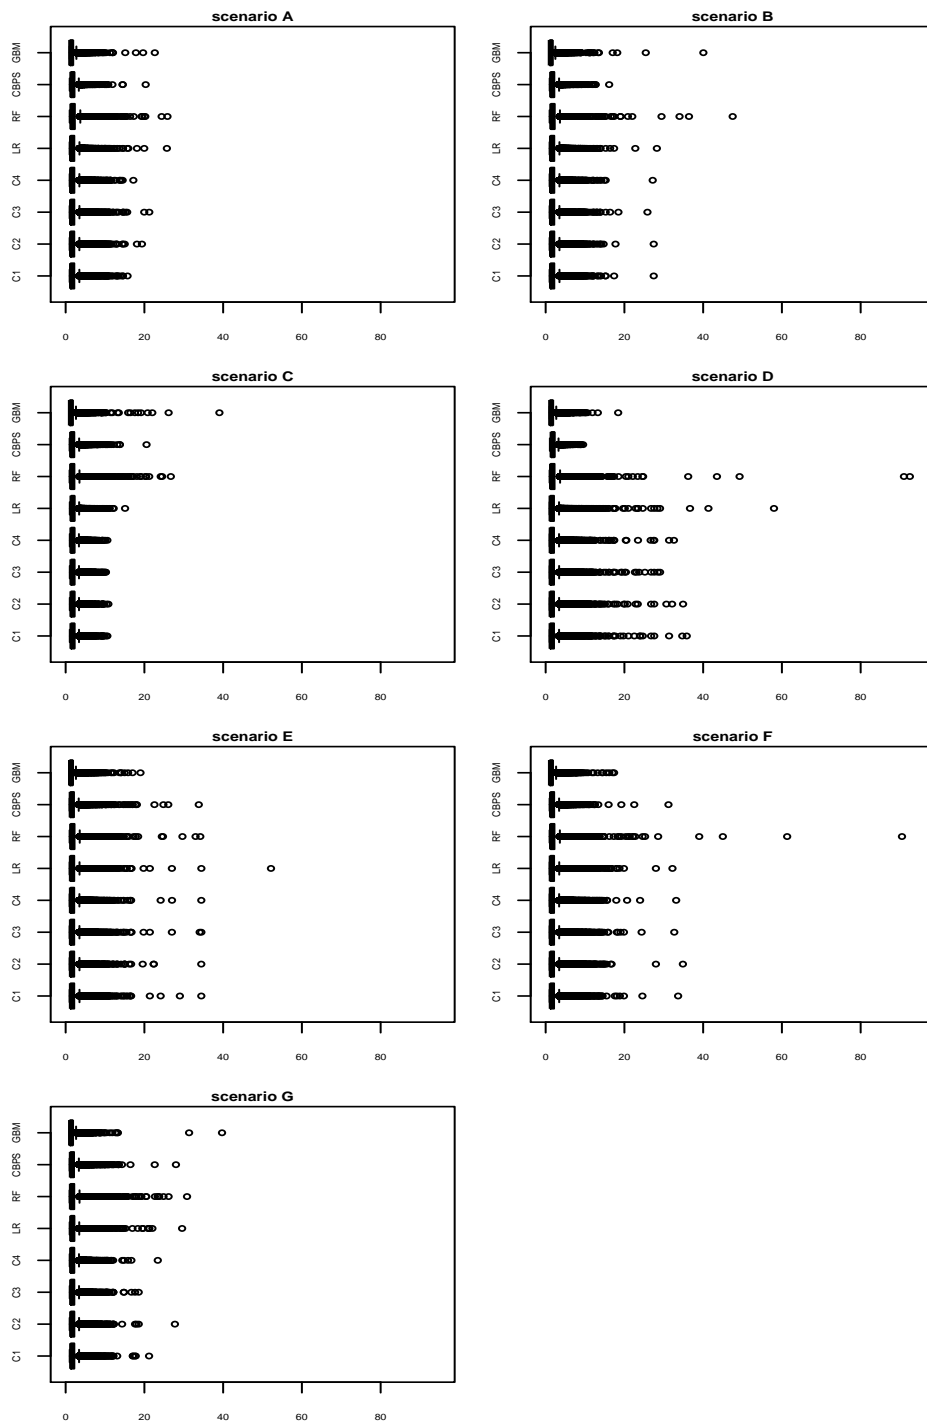 scenario A
GBM
CBPS
RF
LR
C4
C3
C2
C1
0 20 40 60 80
scenario B
GBM
CBPS
RF
LR
C4
C3
C2
C1
0 20 40 60 80
scenario C
GBM
CBPS
RF
LR
C4
C3
C2
C1
0 20 40 60 80
scenario D
GBM
CBPS
RF
LR
C4
C3
C2
C1
0 20 40 60 80
scenario E
GBM
CBPS
RF
LR
C4
C3
C2
C1
0 20 40 60 80
scenario F
GBM
CBPS
RF
LR
C4
C3
C2
C1
0 20 40 60 80
scenario G
GBM
CBPS
RF
LR
C4
C3
C2
C1
0 20 40 60 80